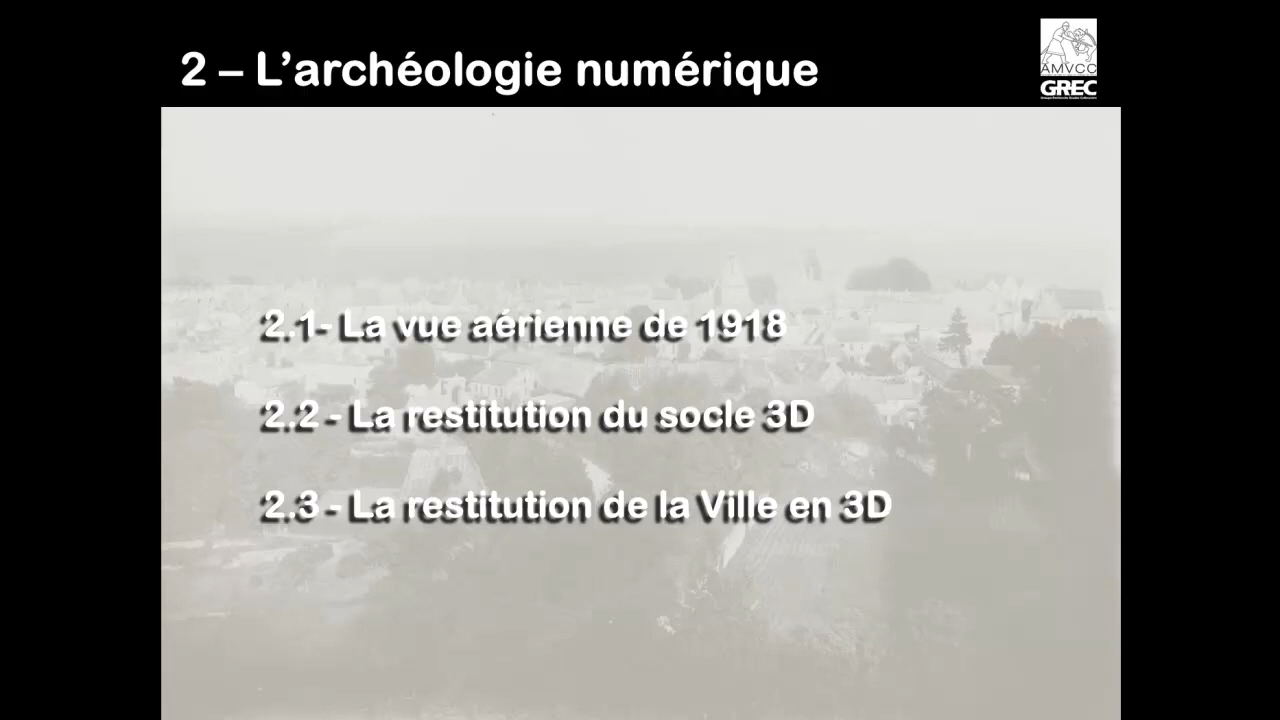 2 – L’archéologie numérique
AMVCC
GREC
2.1- La vue aérienne de 1918
2.2 - La restitution du socle 3D
2.3 - La restitution de la Ville en 3D